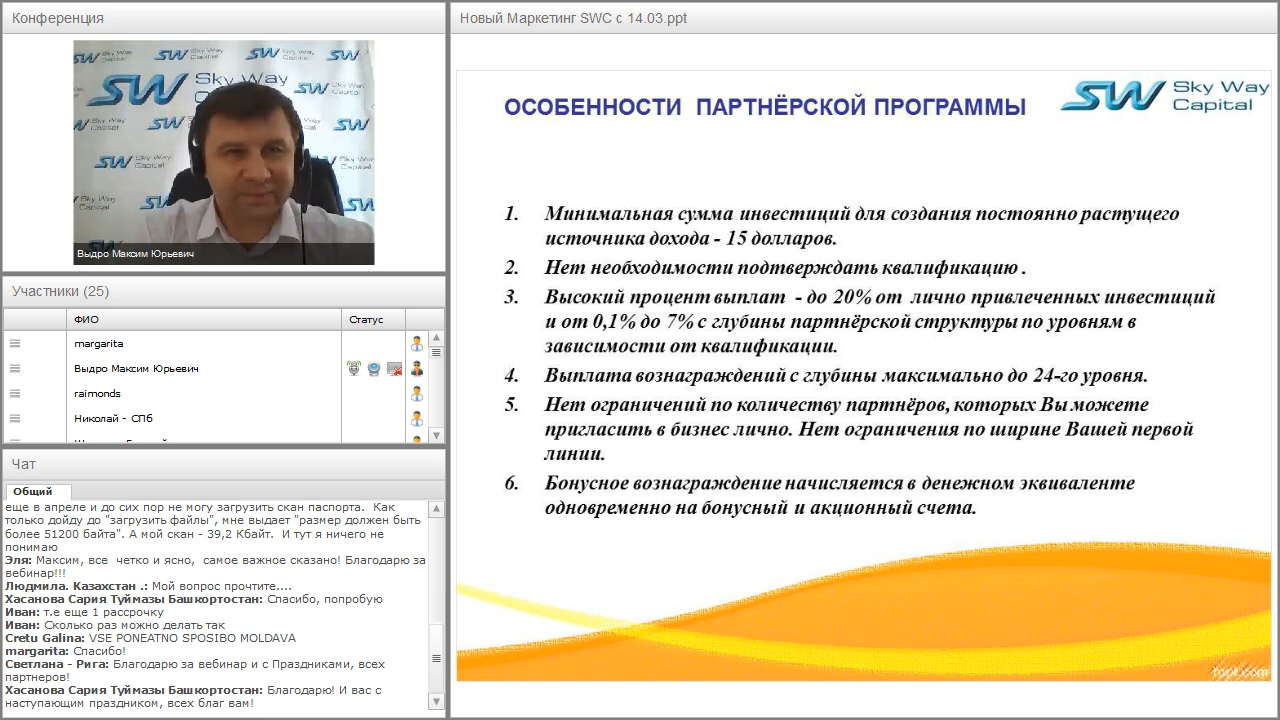 Конференция
SW Sky Way Capital
Выдро Максим Юрьевич
Участники (25)
ФИО
Статус
margarita
Выдро Максим Юрьевич
raimonds
Николай - СПб
Чат
Общий
еще в апреле и до сих пор не могу загрузить скан паспорта. Как
только дойду до "загрузить файлы", мне выдает "размер должен быть
более 51200 байта". А мой скан - 39,2 Кбайт. И тут я ничего не
понимаю
Эля: Максим, все четко и ясно, самое важное сказано! Благодарю за
вебинар!!!
Людмила. Казахстан .: Мой вопрос прочтите....
Хасанова Сария Туймазы Башкортостан: Спасибо, попробую
Иван: т.е еще 1 рассрочку
Иван: Сколько раз можно делать так
Cretu Galina: VSE PONEATNO SPOSIBO MOLDAVA
margarita: Спасибо!
Светлана - Рига: Благодарю за вебинар и с Праздниками, всех
партнеров!
Хасанова Сария Туймазы Башкортостан: Благодарю! И вас с
наступающим праздником, всех благ вам!
Новый Маркетинг SWC с 14.03.ppt
ОСОБЕННОСТИ ПАРТНЁРСКОЙ ПРОГРАММЫ
SW Sky Way
Capital
1. Минимальная сумма инвестиций для создания постоянно растущего
источника дохода - 15 долларов.
2. Нет необходимости подтверждать квалификацию .
3. Высокий процент выплат - до 20% от лично привлеченных инвестиций
и от 0,1% до 7% с глубины партнёрской структуры по уровням в
зависимости от квалификации.
4. Выплата вознаграждений с глубины максимально до 24-го уровня.
5. Нет ограничений по количеству партнёров, которых Вы можете
пригласить в бизнес лично. Нет ограничения по ширине Вашей первой
линии.
6. Бонусное вознаграждение начисляется в денежном эквиваленте
одновременно на бонусный и акционный счета.
fppt.com